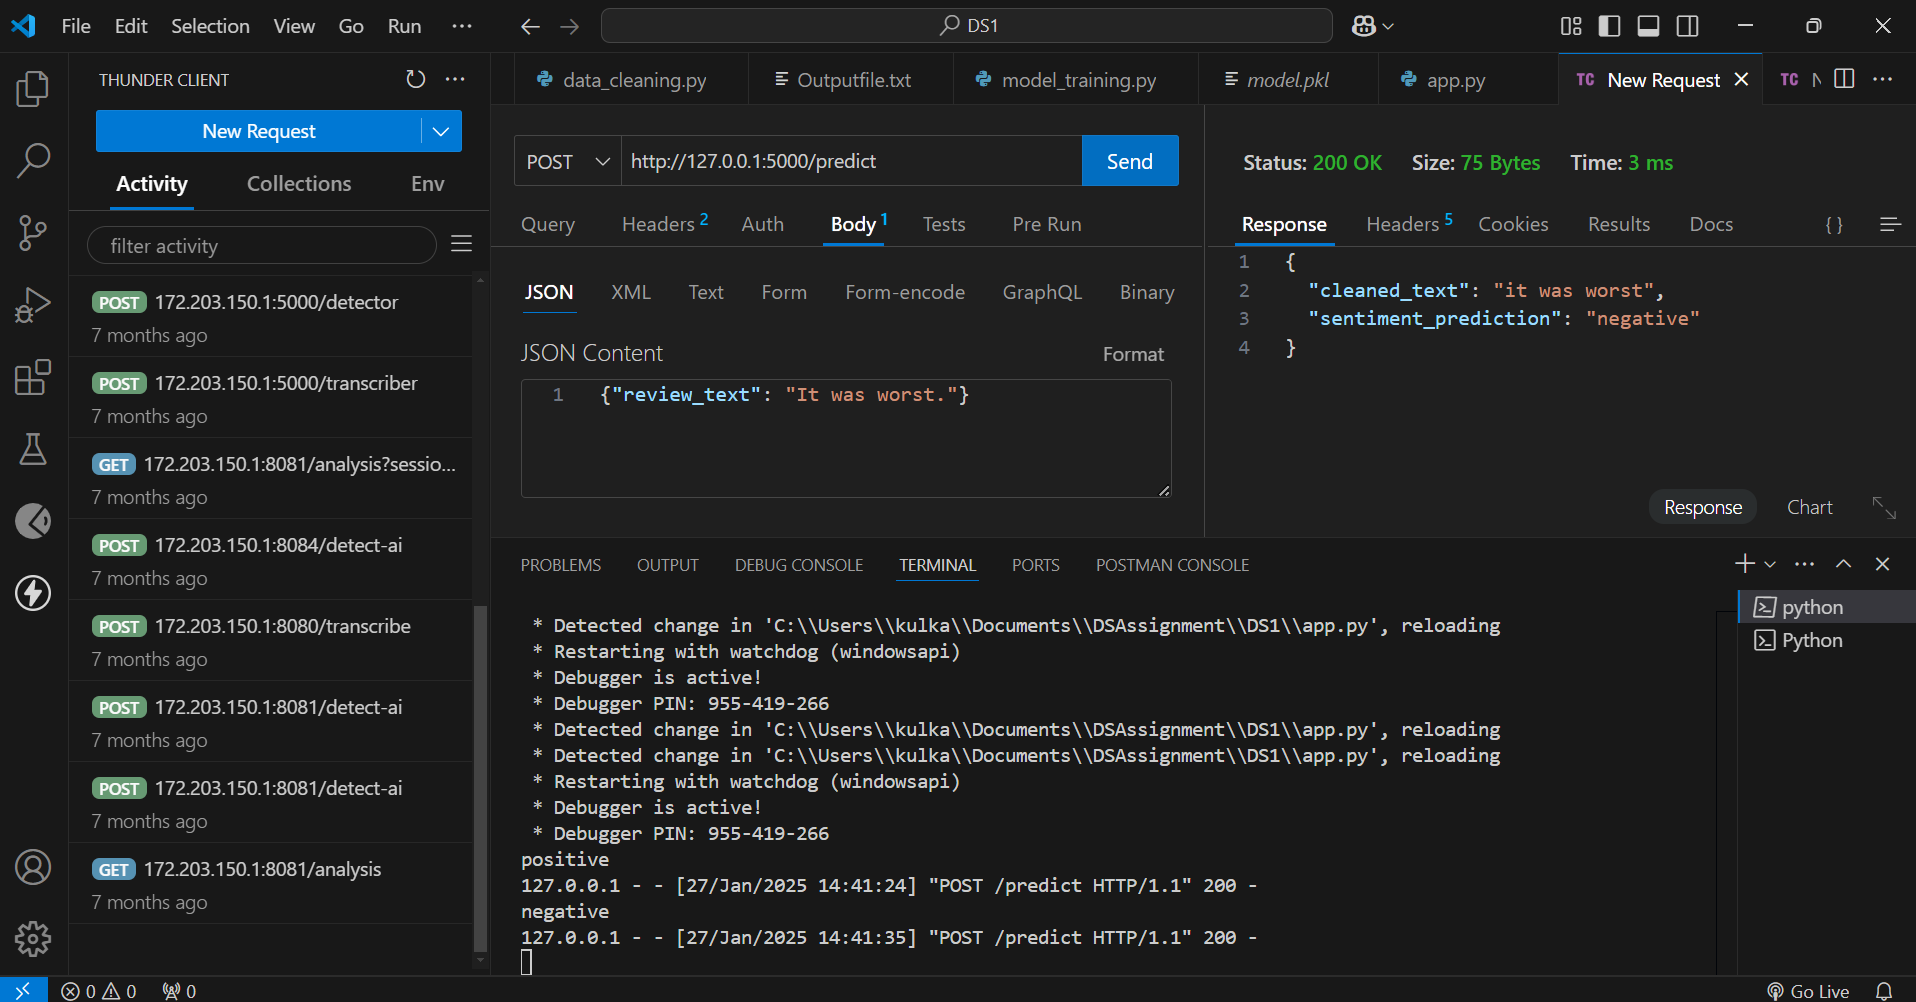 File Edit Selection View Go Run ···
DS1
THUNDER CLIENT
New Request
Activity Collections Env
filter activity
POST 172.203.150.1:5000/detector
7 months ago
POST 172.203.150.1:5000/transcriber
7 months ago
GET 172.203.150.1:8081/analysis?sessio...
7 months ago
POST 172.203.150.1:8084/detect-ai
7 months ago
POST 172.203.150.1:8080/transcribe
7 months ago
POST 172.203.150.1:8081/detect-ai
7 months ago
POST 172.203.150.1:8081/detect-ai
7 months ago
GET 172.203.150.1:8081/analysis
7 months ago
data_cleaning.py Outputfile.txt model_training.py model.pkl app.py TC New Request TC N
POST http://127.0.0.1:5000/predict Send
Query Headers 2 Auth Body 1 Tests Pre Run
JSON XML Text Form Form-encode GraphQL Binary
JSON Content Format
1 {"review_text": "It was worst."}
Status: 200 OK Size: 75 Bytes Time: 3 ms
Response Headers 5 Cookies Results Docs { }
1 {
2 "cleaned_text": "it was worst",
3 "sentiment_prediction": "negative"
4 }
Response Chart
PROBLEMS OUTPUT DEBUG CONSOLE TERMINAL PORTS POSTMAN CONSOLE
python
Python
* Detected change in 'C:\\Users\\kulka\\Documents\\DSAssignment\\DS1\\app.py', reloading
* Restarting with watchdog (windowsapi)
* Debugger is active!
* Debugger PIN: 955-419-266
* Detected change in 'C:\\Users\\kulka\\Documents\\DSAssignment\\DS1\\app.py', reloading
* Detected change in 'C:\\Users\\kulka\\Documents\\DSAssignment\\DS1\\app.py', reloading
* Restarting with watchdog (windowsapi)
* Debugger is active!
* Debugger PIN: 955-419-266
positive
127.0.0.1 - - [27/Jan/2025 14:41:24] "POST /predict HTTP/1.1" 200 -
negative
127.0.0.1 - - [27/Jan/2025 14:41:35] "POST /predict HTTP/1.1" 200 -
0 0 0 Go Live